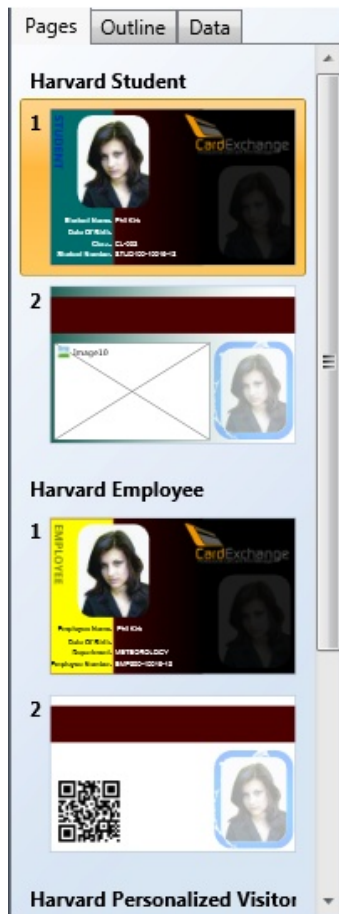 Pages Outline Data
Harvard Student
1
STUDENT
CardExchange
Student Name: Phil Kirk
Date Of Birth:
Class: CL-003
Student Number:
2
Image10
Harvard Employee
1
EMPLOYEE
CardExchange
Employee Name: Phil Kirk
Date Of Birth:
Department: METEOROLOGY
Employee Number:
2
Harvard Personalized Visitor